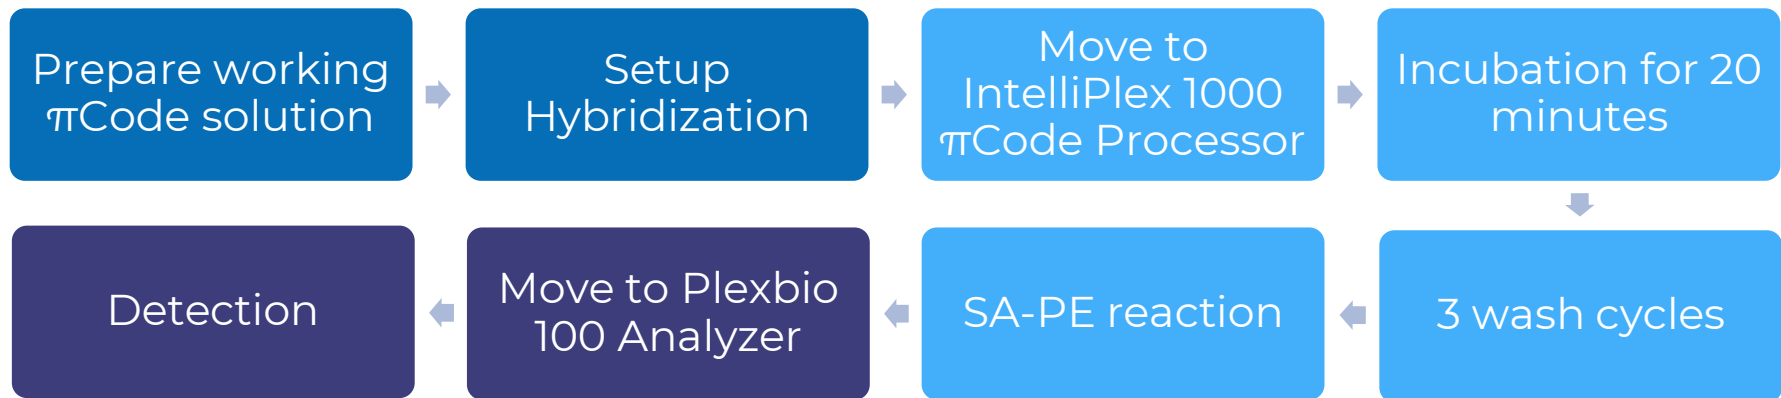 Prepare working
πCode solution
Setup
Hybridization
Move to
IntelliPlex 1000
πCode Processor
Incubation for 20
minutes
3 wash cycles
SA-PE reaction
Move to Plexbio
100 Analyzer
Detection